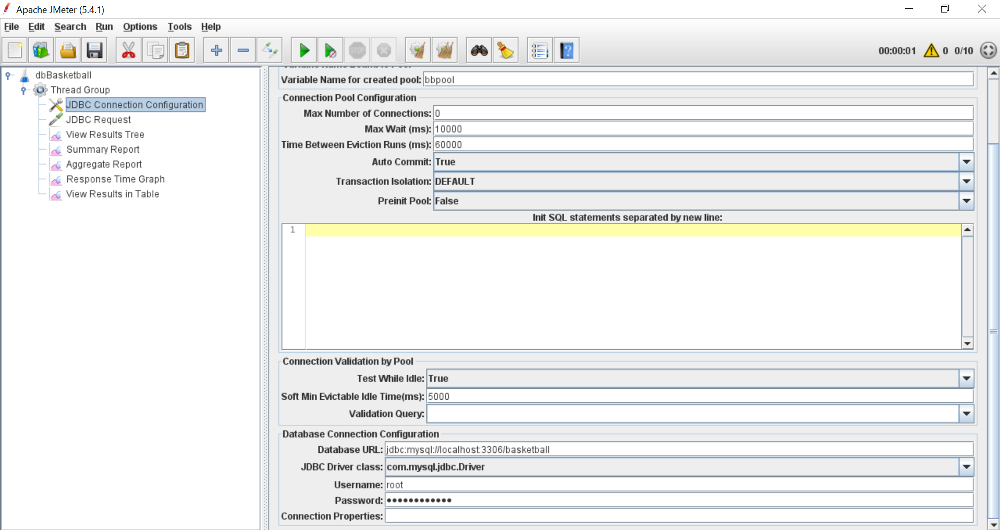 Apache JMeter (5.4.1)
File Edit Search Run Options Tools Help
STOP
00:00:01 0 0/10
dbBasketball
Thread Group
JDBC Connection Configuration
JDBC Request
View Results Tree
Summary Report
Aggregate Report
Response Time Graph
View Results in Table
Variable Name for created pool: bbpool
Connection Pool Configuration
Max Number of Connections: 0
Max Wait (ms): 10000
Time Between Eviction Runs (ms): 60000
Auto Commit: True
Transaction Isolation: DEFAULT
Preinit Pool: False
Init SQL statements separated by new line:
1
Connection Validation by Pool
Test While Idle: True
Soft Min Evictable Idle Time(ms): 5000
Validation Query:
Database Connection Configuration
Database URL: jdbc:mysql://localhost:3306/basketball
JDBC Driver class: com.mysql.jdbc.Driver
Username: root
Password: ••••••••••••
Connection Properties: